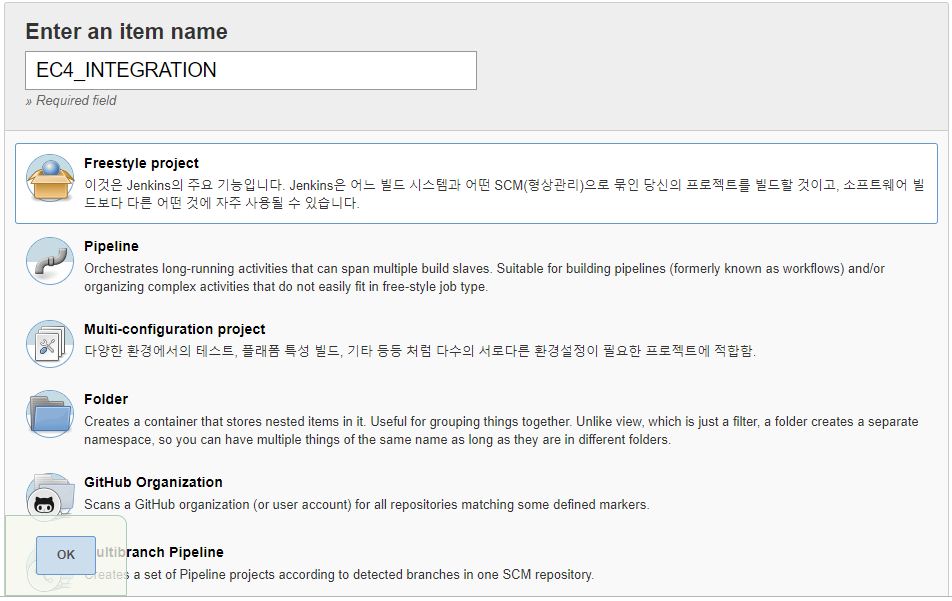 Enter an item name
EC4_INTEGRATION
» Required field
Freestyle project
이것은 Jenkins의 주요 기능입니다. Jenkins은 어느 빌드 시스템과 어떤 SCM(형상관리)으로 묶인 당신의 프로젝트를 빌드할 것이고, 소프트웨어 빌
드보다 다른 어떤 것에 자주 사용될 수 있습니다.
Pipeline
Orchestrates long-running activities that can span multiple build slaves. Suitable for building pipelines (formerly known as workflows) and/or
organizing complex activities that do not easily fit in free-style job type.
Multi-configuration project
다양한 환경에서의 테스트, 플래폼 특성 빌드, 기타 등등 처럼 다수의 서로다른 환경설정이 필요한 프로젝트에 적합함.
Folder
Creates a container that stores nested items in it. Useful for grouping things together. Unlike view, which is just a filter, a folder creates a separate
namespace, so you can have multiple things of the same name as long as they are in different folders.
GitHub Organization
Scans a GitHub organization (or user account) for all repositories matching some defined markers.
OK
Multibranch Pipeline
Creates a set of Pipeline projects according to detected branches in one SCM repository.